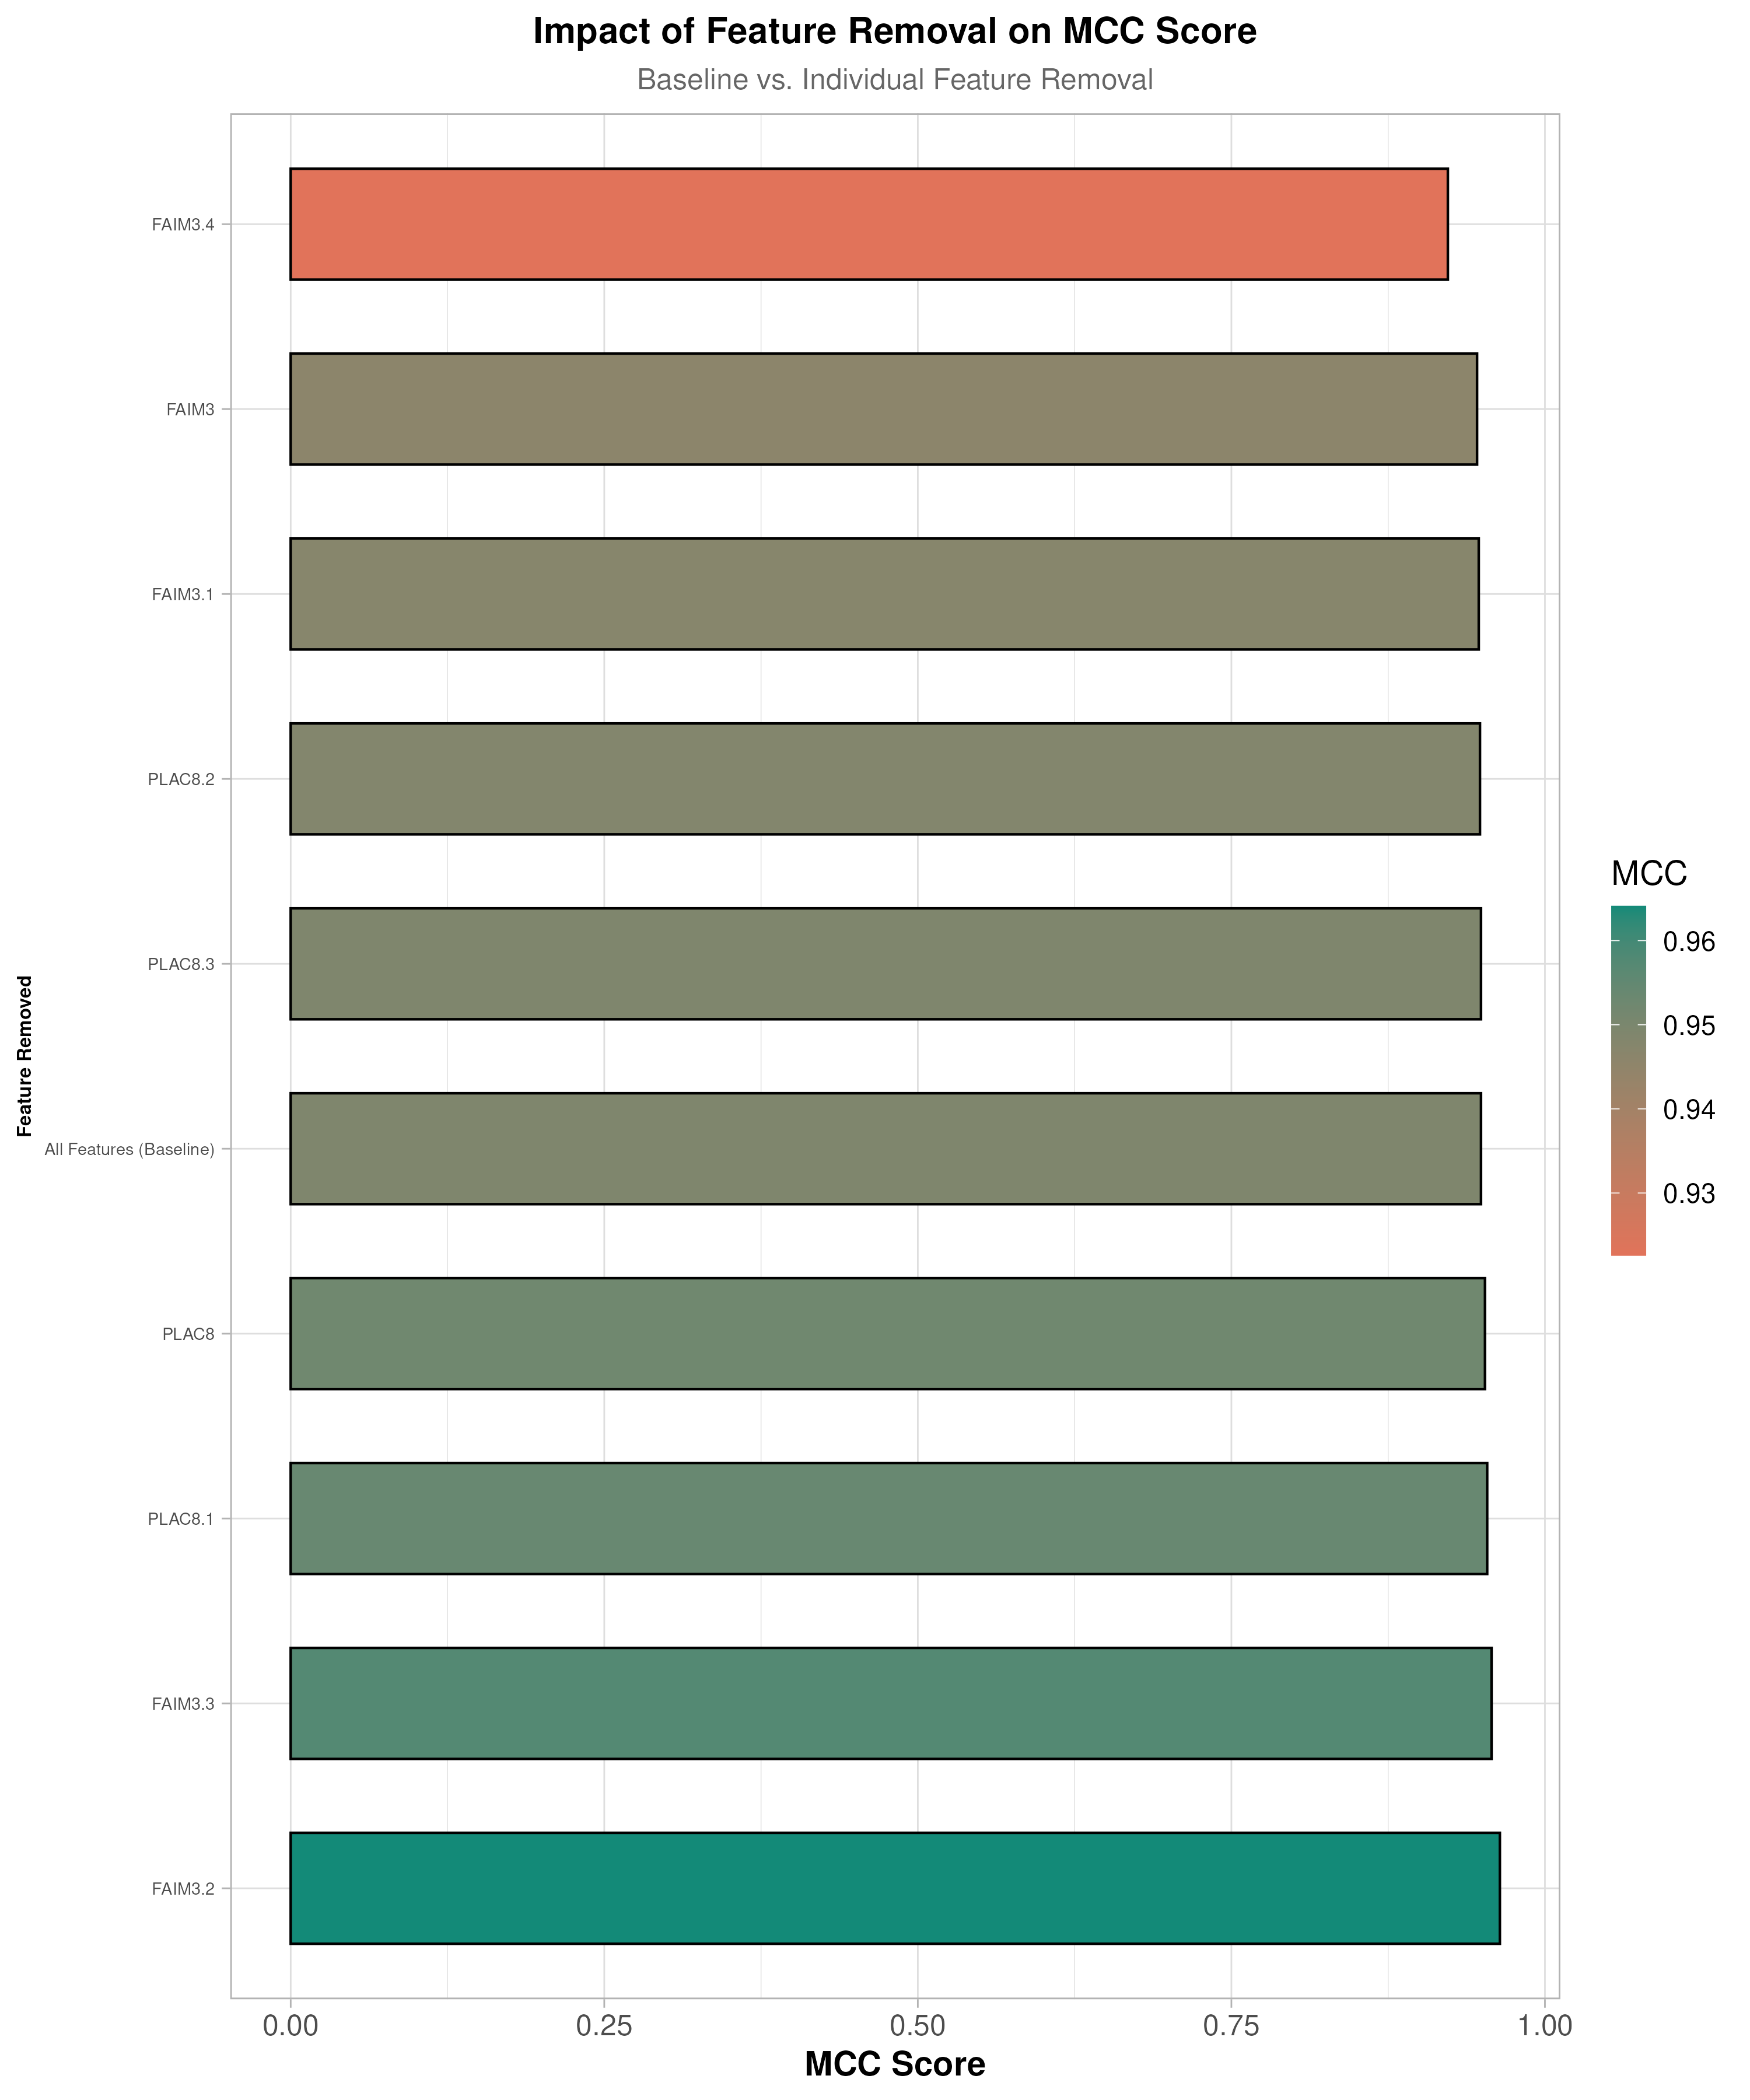 Impact of Feature Removal on MCC Score
Baseline vs. Individual Feature Removal
Feature Removed
FAIM3.4
FAIM3
FAIM3.1
PLAC8.2
PLAC8.3
All Features (Baseline)
PLAC8
PLAC8.1
FAIM3.3
FAIM3.2
0.00 0.25 0.50 0.75 1.00
MCC Score
MCC
0.96
0.95
0.94
0.93